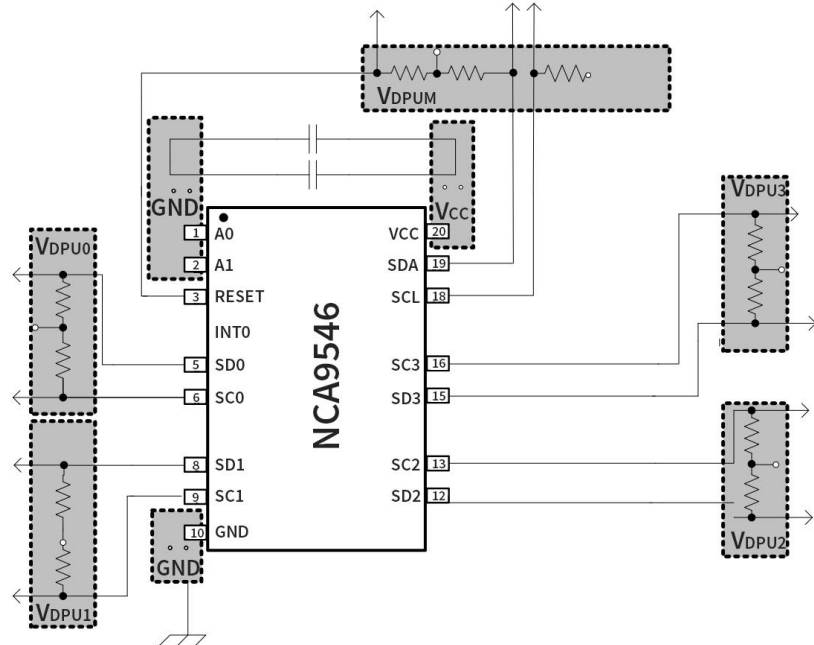 VDPUM
GND
VCC
VDPU3
VDPU0
1 A0
VCC 20
2 A1
SDA 19
3 RESET
SCL 18
INT0
NCA9546
5 SD0
SC3 16
6 SC0
SD3 15
8 SD1
SC2 13
9 SC1
SD2 12
10 GND
GND
VDPU2
VDPU1